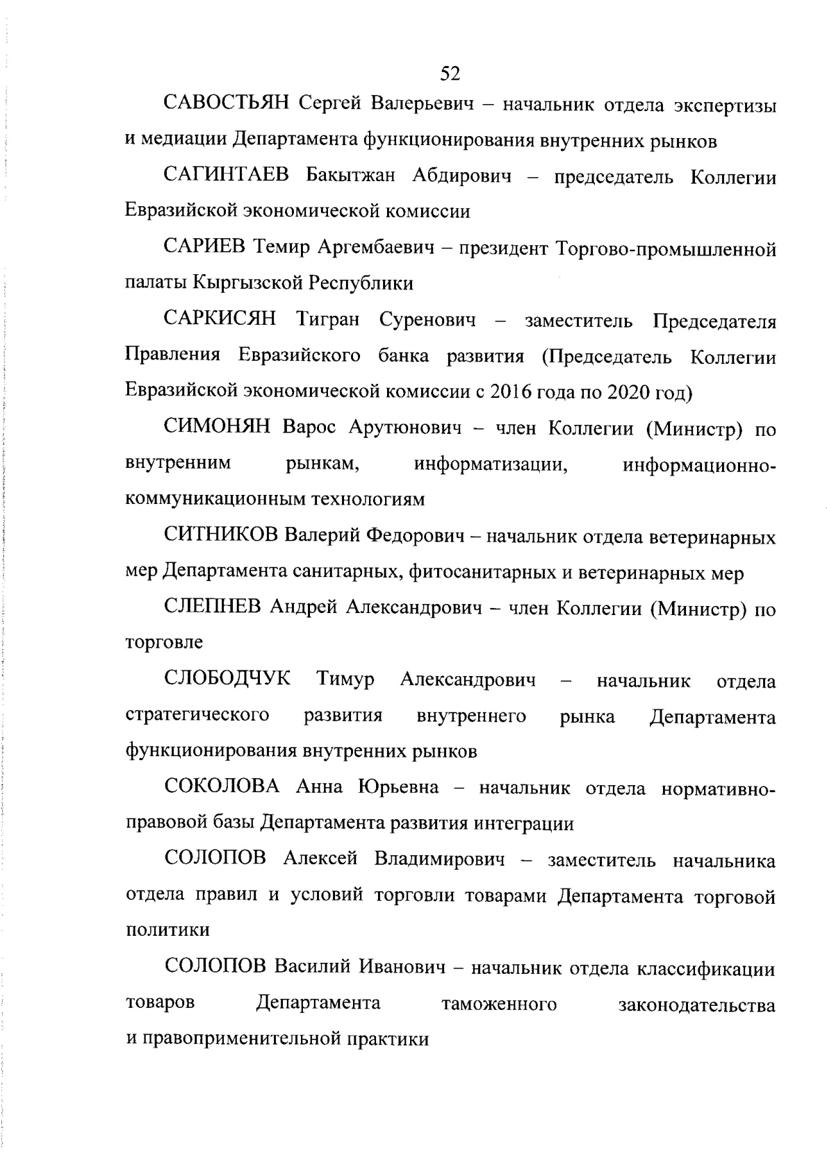 52
САВОСТЬЯН Сергей Валерьевич – начальник отдела экспертизы
и медиации Департамента функционирования внутренних рынков
САГИНТАЕВ Бакытжан Абдирович – председатель Коллегии
Евразийской экономической комиссии
САРИЕВ Темир Аргембаевич – президент Торгово-промышленной
палаты Кыргызской Республики
САРКИСЯН Тигран Суренович – заместитель Председателя
Правления Евразийского банка развития (Председатель Коллегии
Евразийской экономической комиссии с 2016 года по 2020 год)
СИМОНЯН Варос Арутюнович – член Коллегии (Министр) по
внутренним рынкам, информатизации, информационно-
коммуникационным технологиям
СИТНИКОВ Валерий Федорович – начальник отдела ветеринарных
мер Департамента санитарных, фитосанитарных и ветеринарных мер
СЛЕПНЕВ Андрей Александрович – член Коллегии (Министр) по
торговле
СЛОБОДЧУК Тимур Александрович – начальник отдела
стратегического развития внутреннего рынка Департамента
функционирования внутренних рынков
СОКОЛОВА Анна Юрьевна – начальник отдела нормативно-
правовой базы Департамента развития интеграции
СОЛОПОВ Алексей Владимирович – заместитель начальника
отдела правил и условий торговли товарами Департамента торговой
политики
СОЛОПОВ Василий Иванович – начальник отдела классификации
товаров Департамента таможенного законодательства
и правоприменительной практики